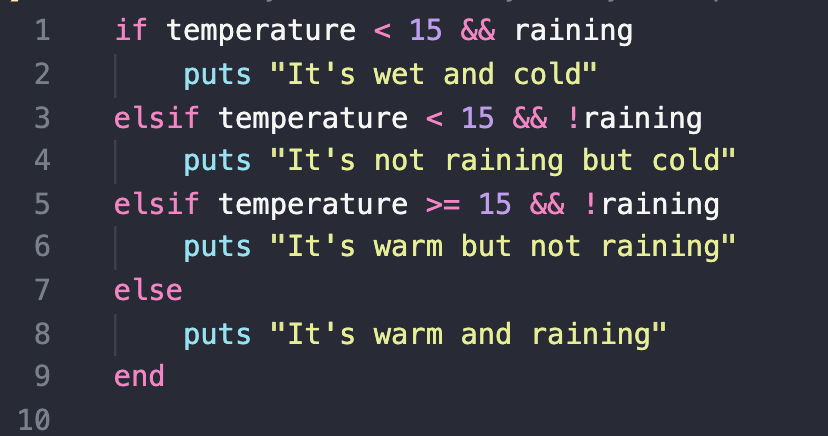 1 if temperature < 15 && raining
2 puts "It's wet and cold"
3 elsif temperature < 15 && !raining
4 puts "It's not raining but cold"
5 elsif temperature >= 15 && !raining
6 puts "It's warm but not raining"
7 else
8 puts "It's warm and raining"
9 end
10